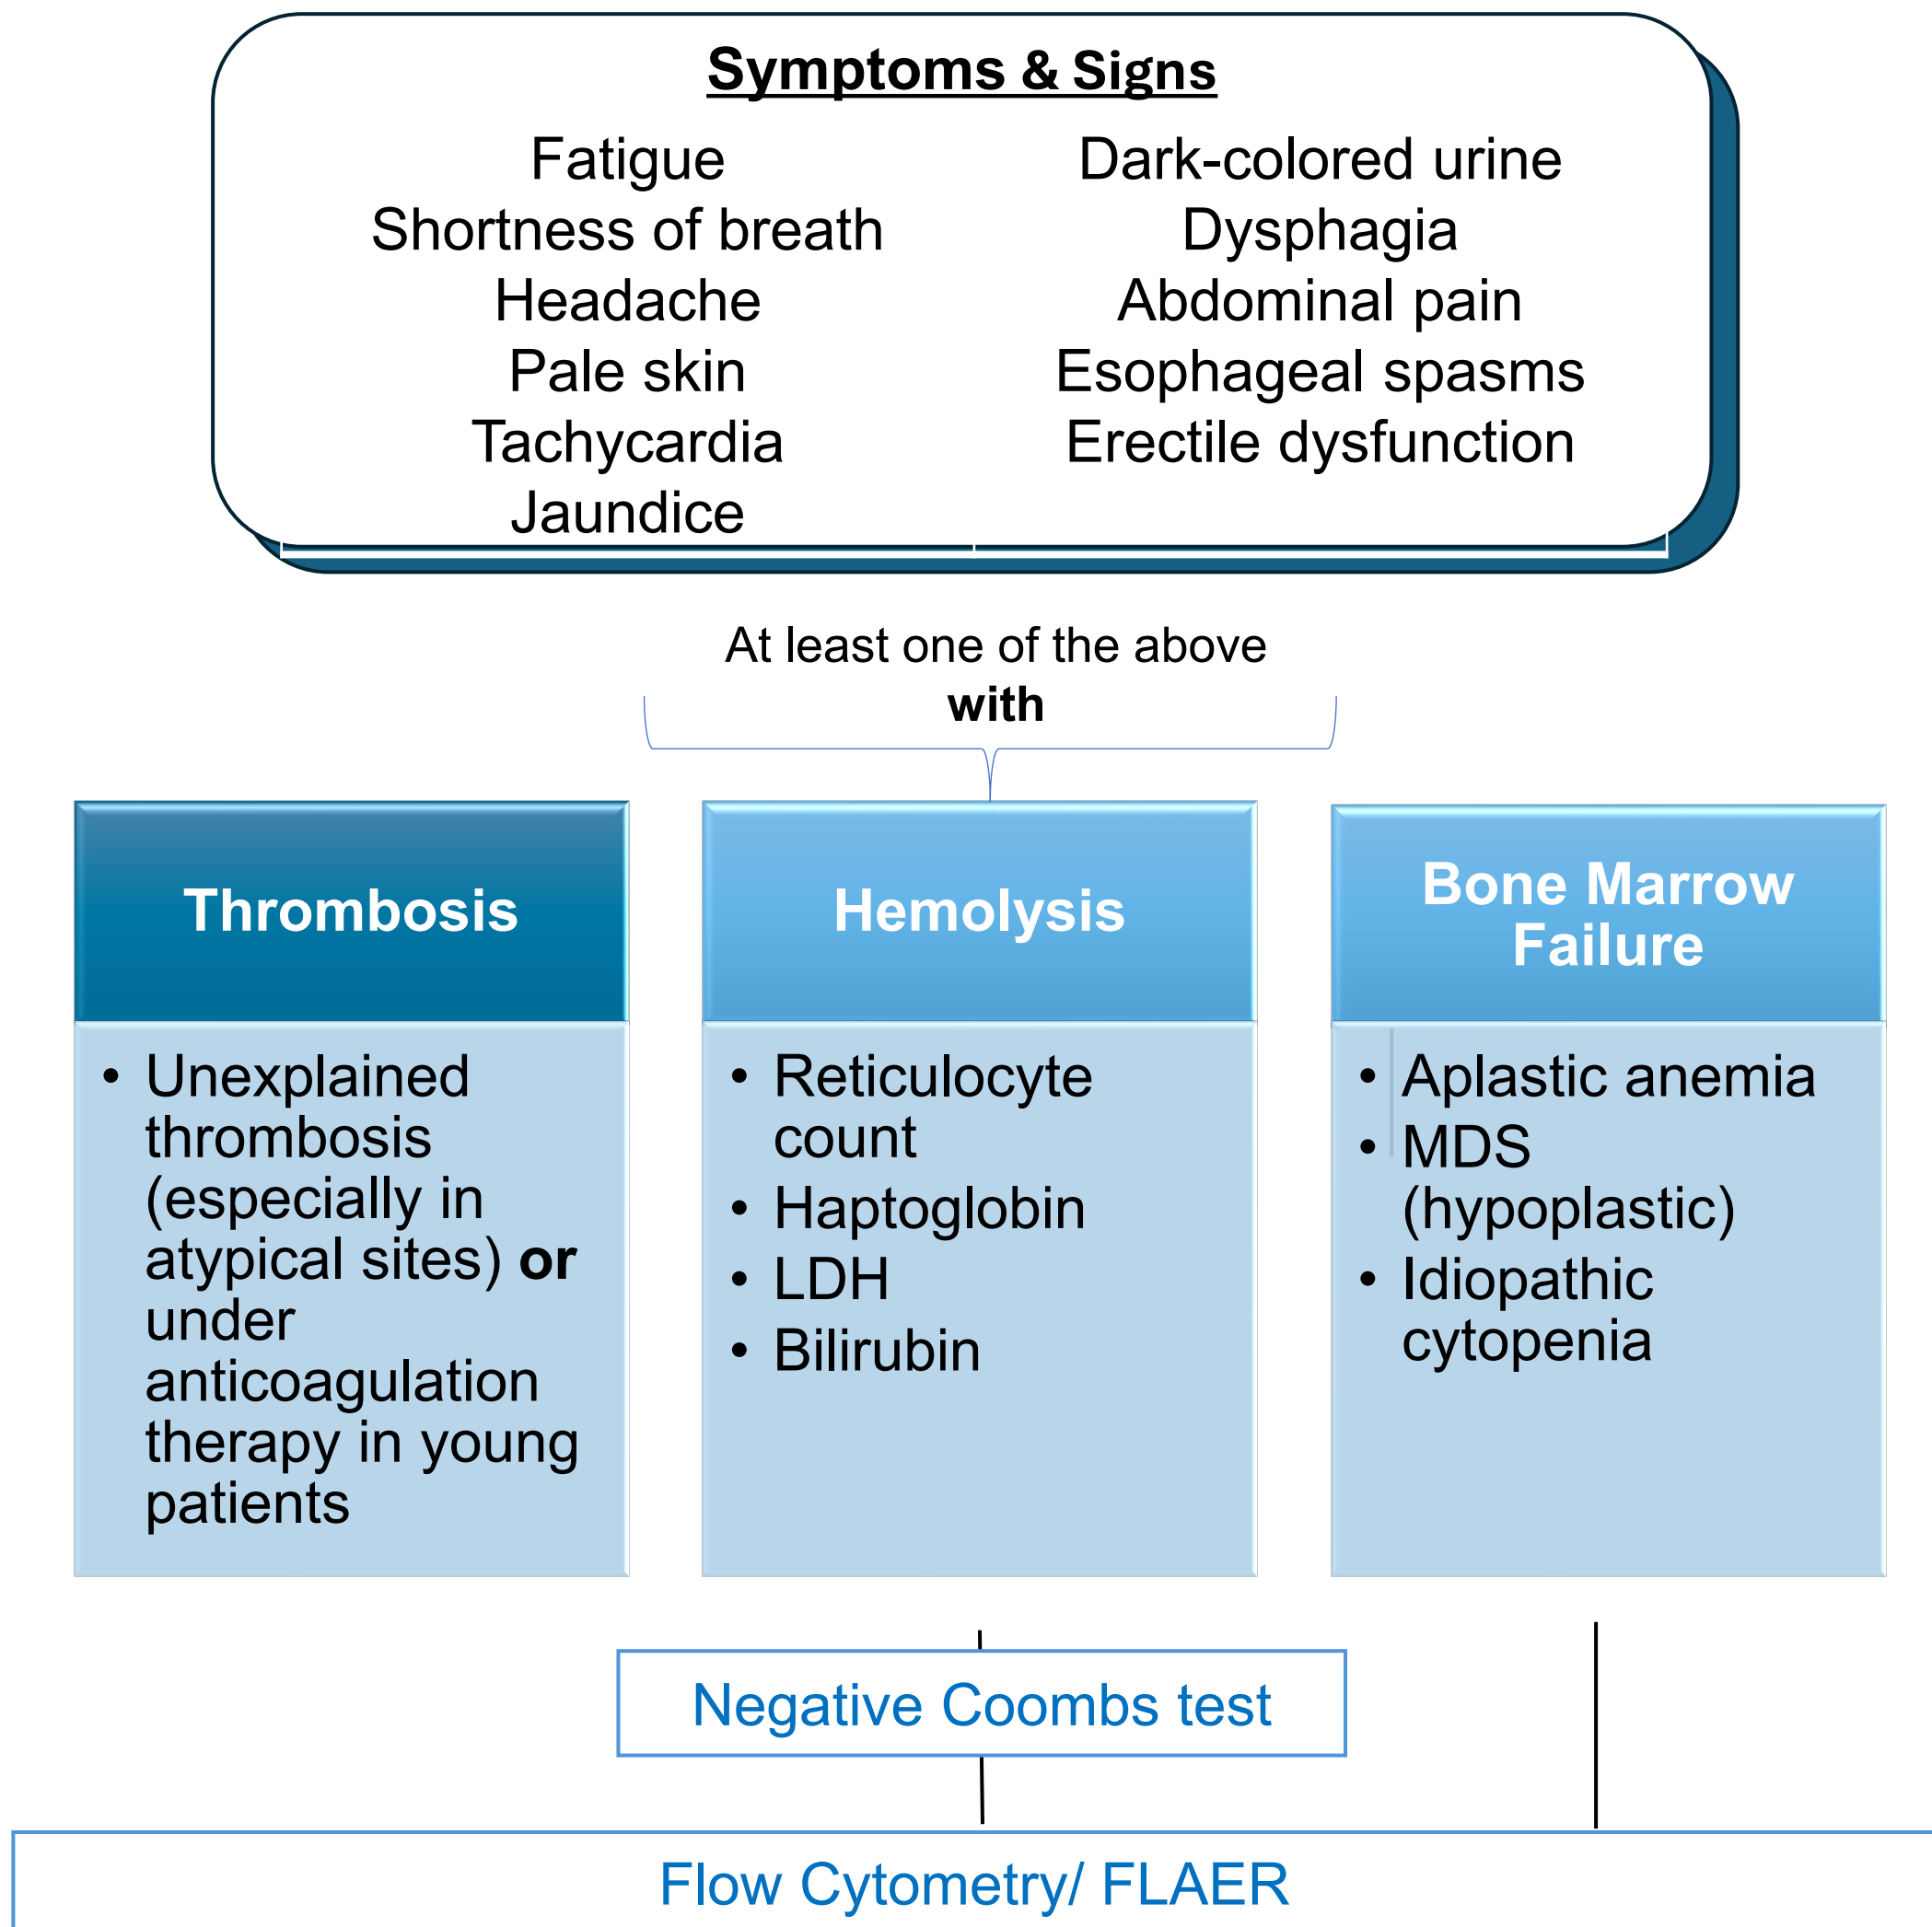 Symptoms & Signs
Fatigue
Shortness of breath
Headache
Pale skin
Tachycardia
Jaundice
Dark-colored urine
Dysphagia
Abdominal pain
Esophageal spasms
Erectile dysfunction
At least one of the above
with
Thrombosis
• Unexplained
thrombosis
(especially in
atypical sites) or
under
anticoagulation
therapy in young
patients
Hemolysis
• Reticulocyte
count
• Haptoglobin
• LDH
• Bilirubin
Bone Marrow
Failure
• Aplastic anemia
• MDS
(hypoplastic)
• Idiopathic
cytopenia
Negative Coombs test
Flow Cytometry/ FLAER